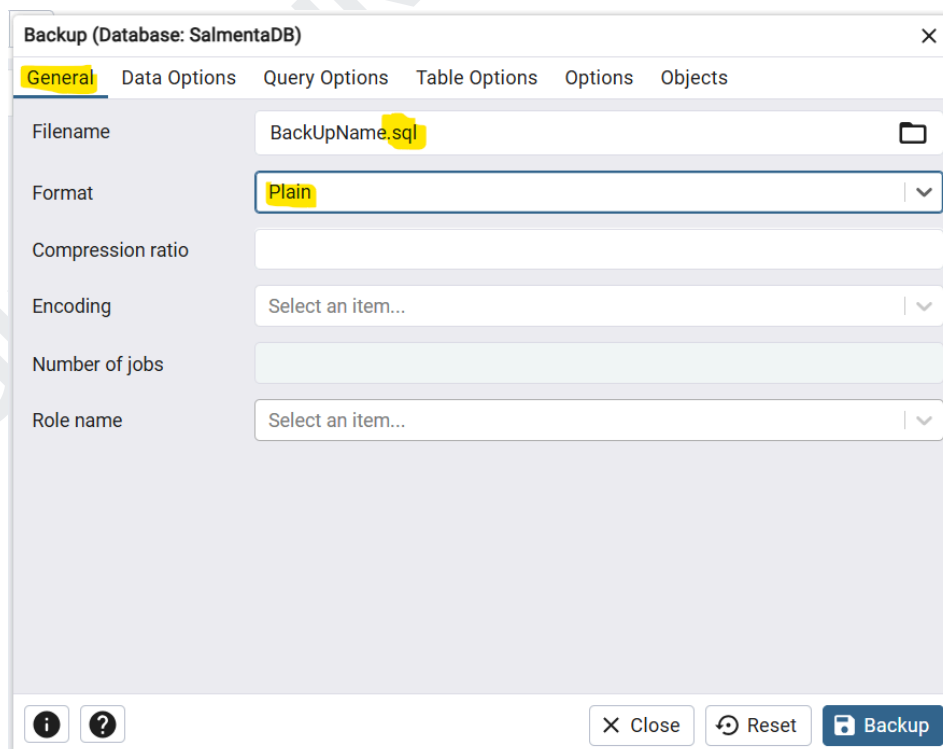 Backup (Database: SalmentaDB)
General Data Options Query Options Table Options Options Objects
Filename BackUpName.sql
Format Plain
Compression ratio
Encoding Select an item...
Number of jobs
Role name Select an item...
Close Reset Backup